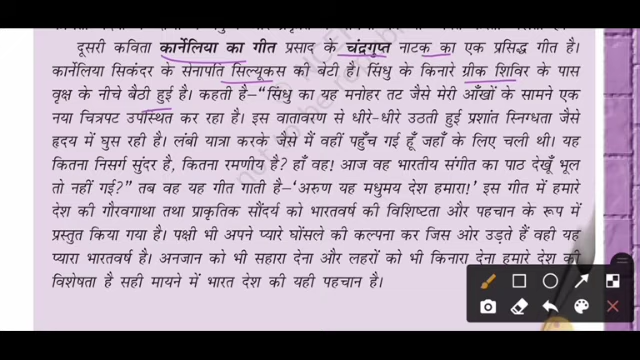 दूसरी कविता कार्नेलिया का गीत प्रसाद के चंद्रगुप्त नाटक का एक प्रसिद्ध गीत है।
कार्नेलिया सिकंदर के सेनापति सिल्यूकस की बेटी है। सिंधु के किनारे ग्रीक शिविर के पास
वृक्ष के नीचे बैठी हुई है। कहती है–“सिंधु का यह मनोहर तट जैसे मेरी आँखों के सामने एक
नया चित्रपट उपस्थित कर रहा है। इस वातावरण से धीरे-धीरे उठती हुई प्रशांत स्निग्धता जैसे
हृदय में घुस रही है। लंबी यात्रा करके जैसे मैं वहीं पहुँच गई हूँ जहाँ के लिए चली थी। यह
कितना निसर्ग सुंदर है, कितना रमणीय है? हाँ वह! आज वह भारतीय संगीत का पाठ देखूँ भूल
तो नहीं गई?” तब वह यह गीत गाती है–‘अरुण यह मधुमय देश हमारा!’ इस गीत में हमारे
देश की गौरवगाथा तथा प्राकृतिक सौंदर्य को भारतवर्ष की विशिष्टता और पहचान के रूप में
प्रस्तुत किया गया है। पक्षी भी अपने प्यारे घोंसले की कल्पना कर जिस ओर उड़ते हैं वही यह
प्यारा भारतवर्ष है। अनजान को भी सहारा देना और लहरों को भी किनारा देना हमारे देश की
विशेषता है सही मायने में भारत देश की यही पहचान है।